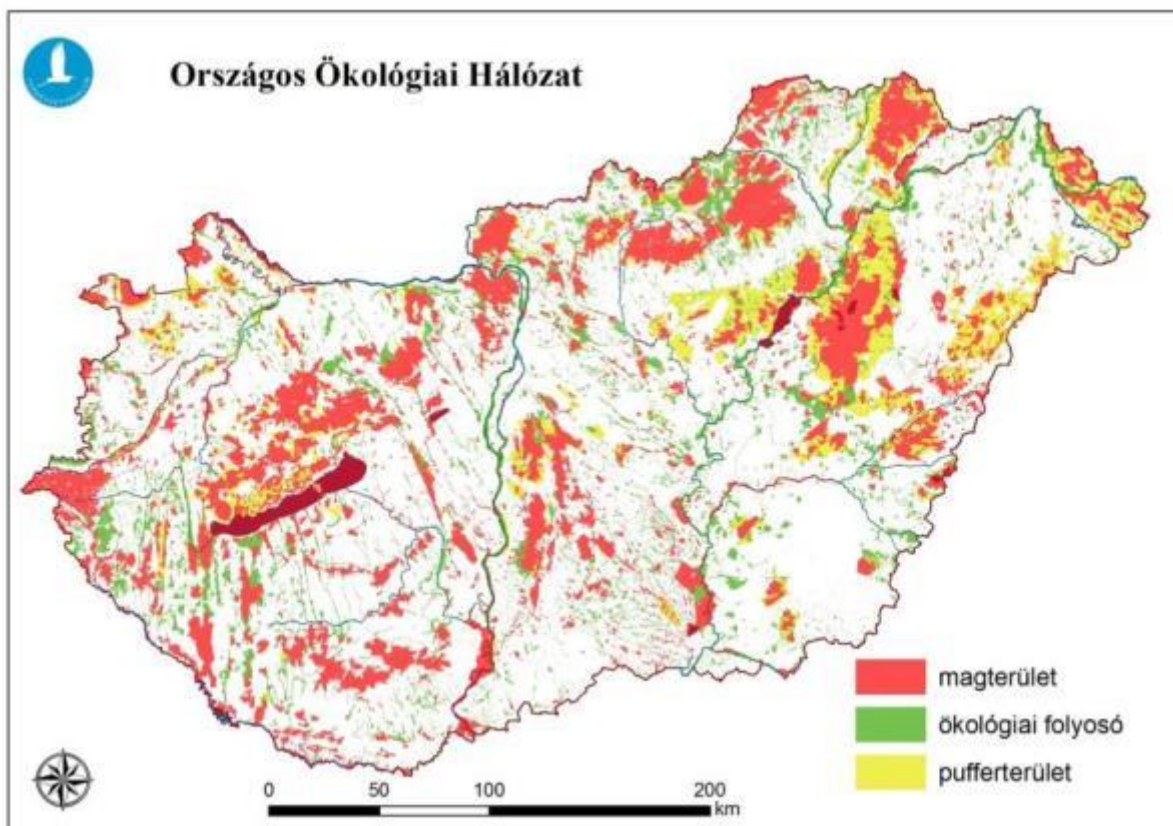 Országos Ökológiai Hálózat
magterület
ökológiai folyosó
pufferterület
0 50 100 200
km